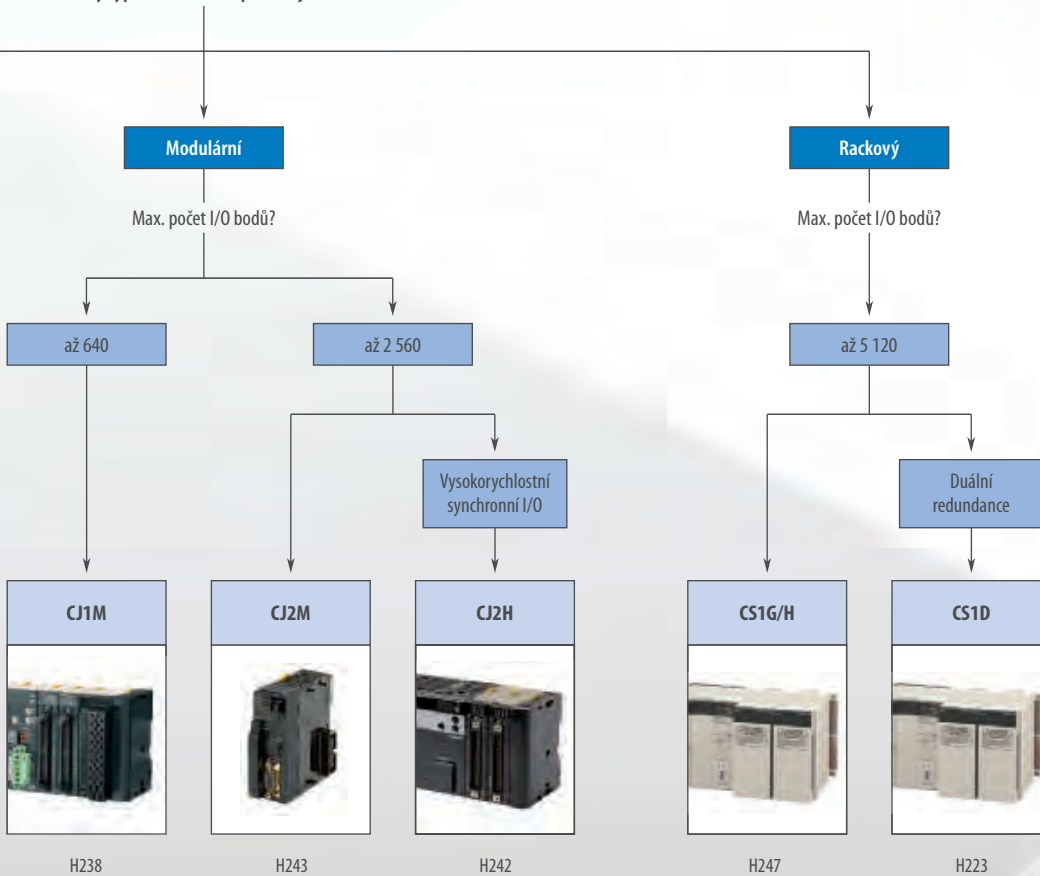 Modulární
Rackový
Max. počet I/O bodů?
Max. počet I/O bodů?
až 640
až 2 560
až 5 120
Vysokorychlostní
synchronní I/O
Duální
redundance
CJ1M
CJ2M
CJ2H
CS1G/H
CS1D
H238
H243
H242
H247
H223